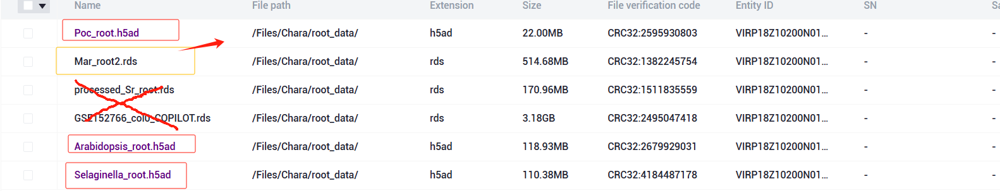 Name File path Extension Size File verification code Entity ID SN Sa
Poc_root.h5ad /Files/Chara/root_data/ h5ad 22.00MB CRC32:2595930803 VIRP18Z10200N01... - -
Mar_root2.rds /Files/Chara/root_data/ rds 514.68MB CRC32:1382245754 VIRP18Z10200N01... - -
processed_Sr_root.rds /Files/Chara/root_data/ rds 170.96MB CRC32:1511835559 VIRP18Z10200N01... - -
GSE152766_col0_COPILOT.rds /Files/Chara/root_data/ rds 3.18GB CRC32:2495047418 VIRP18Z10200N01... - -
Arabidopsis_root.h5ad /Files/Chara/root_data/ h5ad 118.93MB CRC32:2679929031 VIRP18Z10200N01... - -
Selaginella_root.h5ad /Files/Chara/root_data/ h5ad 110.38MB CRC32:4184487178 VIRP18Z10200N01... - -